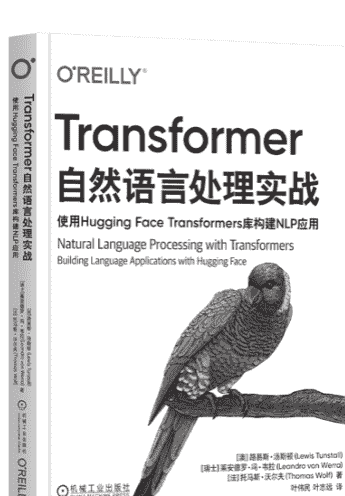 O'REILLY®
Transformer
自然语言处理实战
使用Hugging Face Transformers库构建NLP应用
Natural Language Processing with Transformers
Building Language Applications with Hugging Face
[澳] 路易斯·汤斯顿 (Lewis Tunstall)
[瑞士] 莱安德罗·冯·韦拉 (Leandro von Werra)
[法] 托马斯·沃尔夫 (Thomas Wolf) 著
叶伟民 叶志远 译
机械工业出版社
Transformer自然语言处理实战
使用Hugging Face Transformers库构建NLP应用
机械工业出版社